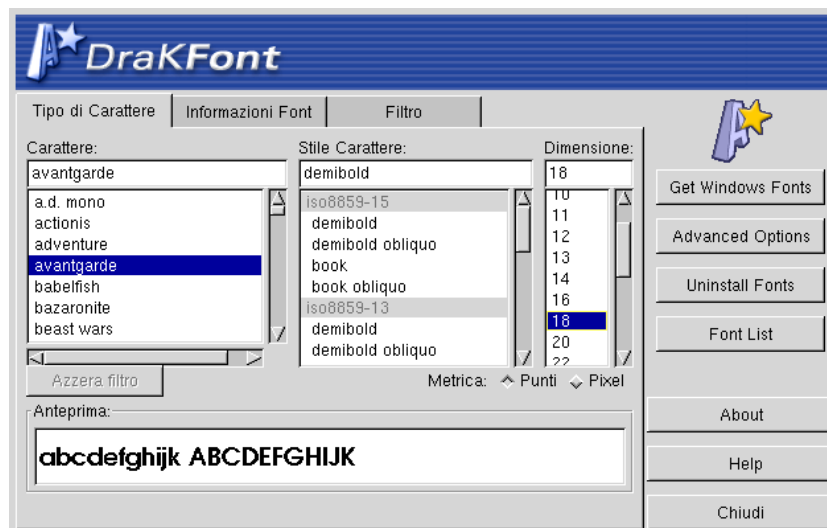 DraKFont
Tipo di Carattere
Informazioni Font
Filtro
Carattere:
Stile Carattere:
Dimensione:
avantgarde
demibold
18
a.d. mono
actionis
adventure
avantgarde
babelfish
bazaronite
beast wars
iso8859-15
demibold
demibold obliquo
book
book obliquo
iso8859-13
demibold
demibold obliquo
10
11
12
13
14
16
18
20
22
Azzera filtro
Metrica: Punti Pixel
Anteprima:
abcdefghijk ABCDEFGHIJK
Get Windows Fonts
Advanced Options
Uninstall Fonts
Font List
About
Help
Chiudi